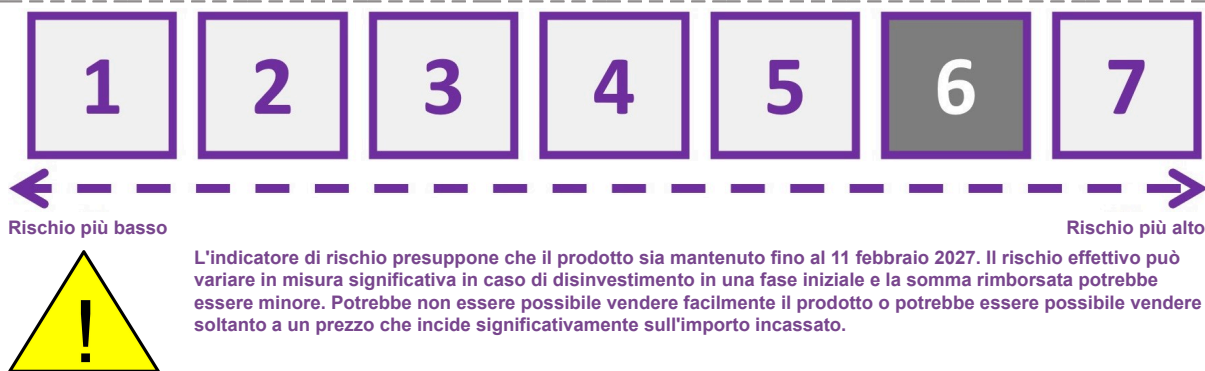 1 2 3 4 5 6 7
Rischio più basso Rischio più alto
!
L'indicatore di rischio presuppone che il prodotto sia mantenuto fino al 11 febbraio 2027. Il rischio effettivo può
variare in misura significativa in caso di disinvestimento in una fase iniziale e la somma rimborsata potrebbe
essere minore. Potrebbe non essere possibile vendere facilmente il prodotto o potrebbe essere possibile vendere
soltanto a un prezzo che incide significativamente sull'importo incassato.